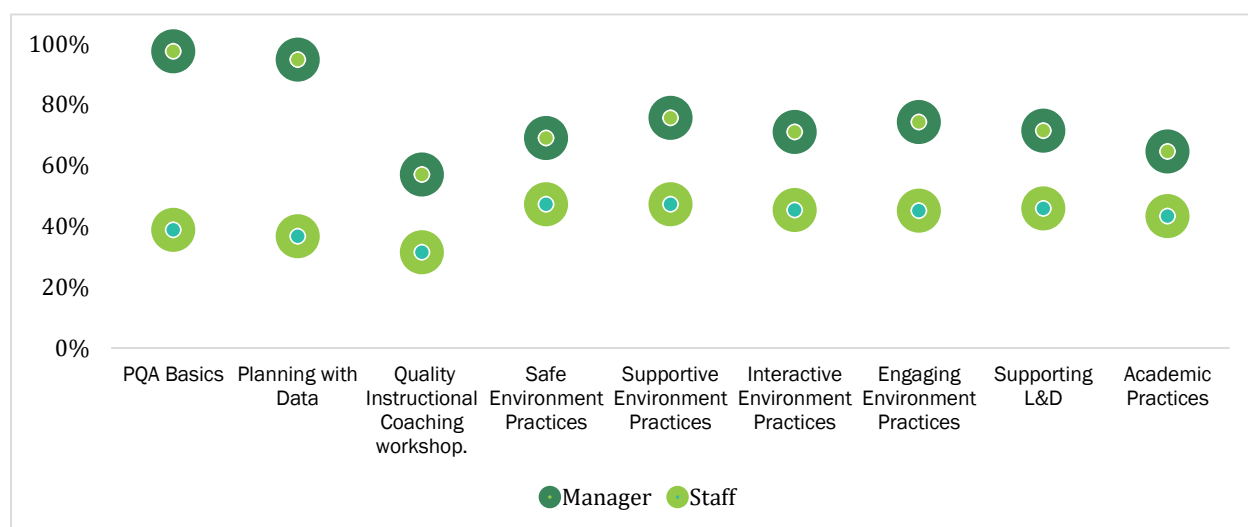 100%
80%
60%
40%
20%
0%
PQA Basics
Planning with
Data
Quality
Instructional
Coaching
workshop.
Safe
Environment
Practices
Supportive
Environment
Practices
Interactive
Environment
Practices
Engaging
Environment
Practices
Supporting
L&D
Academic
Practices
Manager
Staff